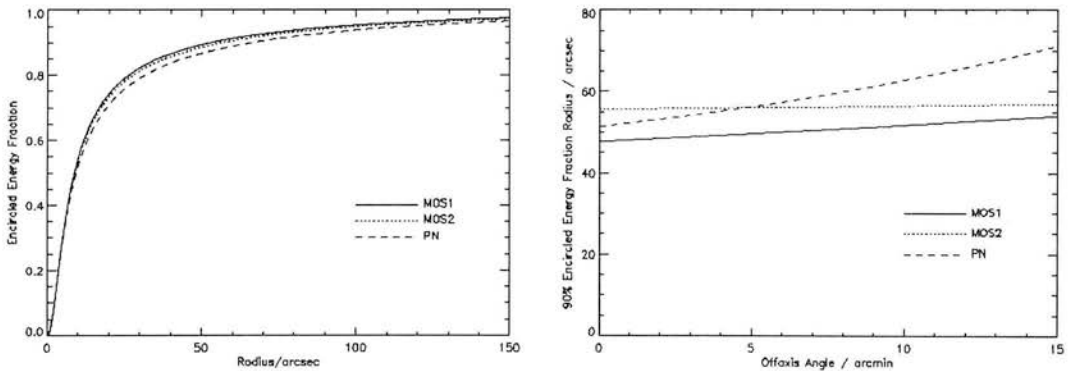 1.0
0.8
0.6
0.4
0.2
0.0
Encircled Energy Fraction
0
50
100
150
Radius/arcsec
MOS1
MOS2
PN
80
60
40
20
0
90% Encircled Energy Fraction Radius / arcsec
0
5
10
15
Offaxis Angle / arcmin
MOS1
MOS2
PN